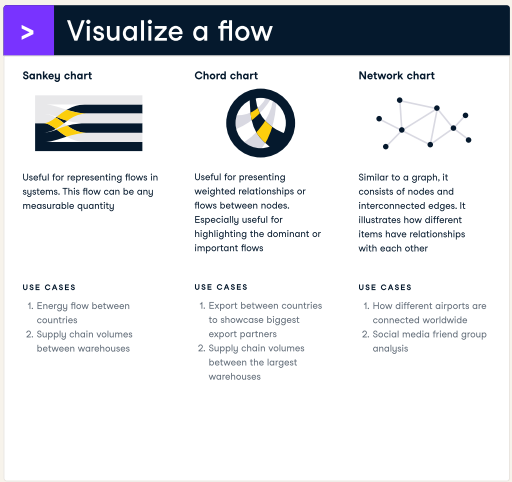 > Visualize a flow
Sankey chart
Useful for representing flows in
systems. This flow can be any
measurable quantity
USE CASES
1. Energy flow between
countries
2. Supply chain volumes
between warehouses
Chord chart
Useful for presenting
weighted relationships or
flows between nodes.
Especially useful for
highlighting the dominant or
important flows
USE CASES
1. Export between countries
to showcase biggest
export partners
2. Supply chain volumes
between the largest
warehouses
Network chart
Similar to a graph, it
consists of nodes and
interconnected edges. It
illustrates how different
items have relationships
with each other
USE CASES
1. How different airports are
connected worldwide
2. Social media friend group
analysis